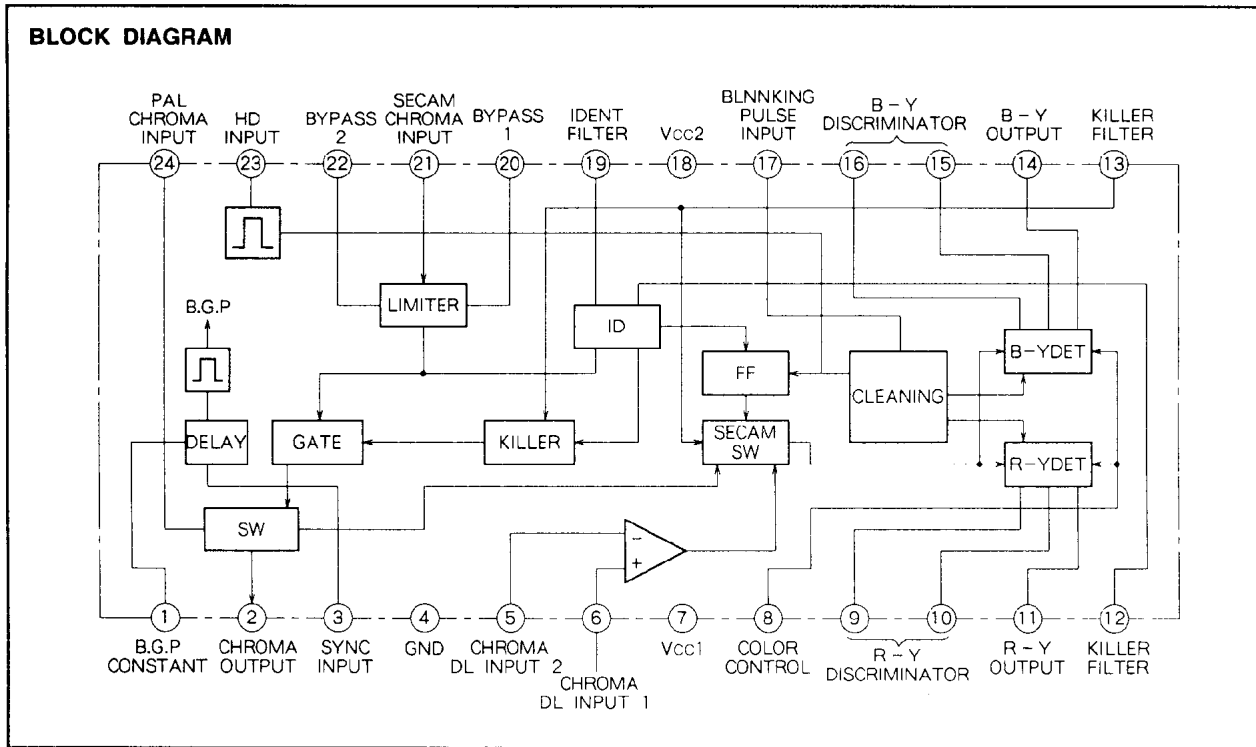 BLOCK DIAGRAM
PAL
CHROMA
INPUT
HD
INPUT
BYPASS
2
SECAM
CHROMA
INPUT
BYPASS
1
IDENT
FILTER
Vcc2
BLNNKING
PULSE
INPUT
B-Y
DISCRIMINATOR
B-Y
OUTPUT
KILLER
FILTER
24
23
22
21
20
19
18
17
16
15
14
13
B.G.P
LIMITER
ID
FF
CLEANING
B-YDET
DELAY
GATE
KILLER
SECAM
SW
R-YDET
SW
−
+
1
2
3
4
5
6
7
8
9
10
11
12
B.G.P
CONSTANT
CHROMA
OUTPUT
SYNC
INPUT
GND
CHROMA
DL INPUT 2
CHROMA
DL INPUT 1
Vcc1
COLOR
CONTROL
R-Y
DISCRIMINATOR
R-Y
OUTPUT
KILLER
FILTER